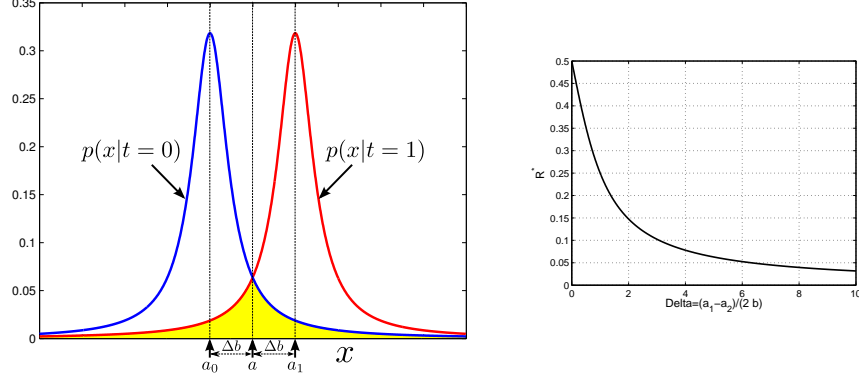 0.35
0.3
0.25
0.2
0.15
0.1
0.05
0
p(x|t = 0)
p(x|t = 1)
Δb Δb
a₀ a a₁
x
0.5
0.45
0.4
0.35
0.3
0.25
0.2
0.15
0.1
0.05
0
R*
0 2 4 6 8 10
Delta=(a₁−a₂)/(2 b)